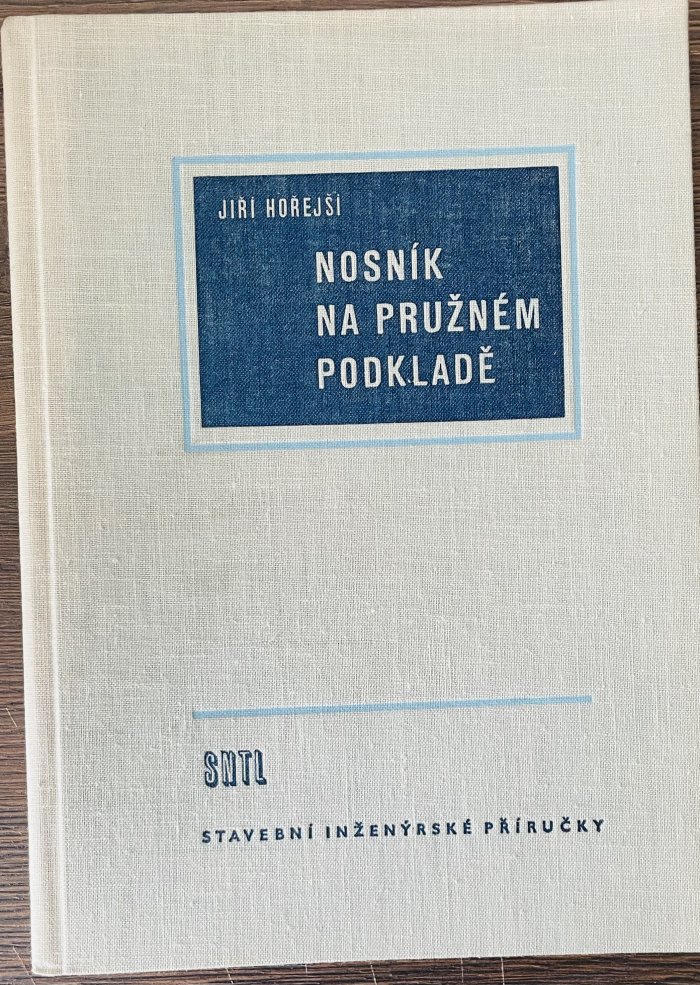 JIŘÍ HOŘEJŠÍ
NOSNÍK
NA PRUŽNÉM
PODKLADĚ
SNTL
STAVEBNÍ INŽENÝRSKÉ PŘÍRUČKY